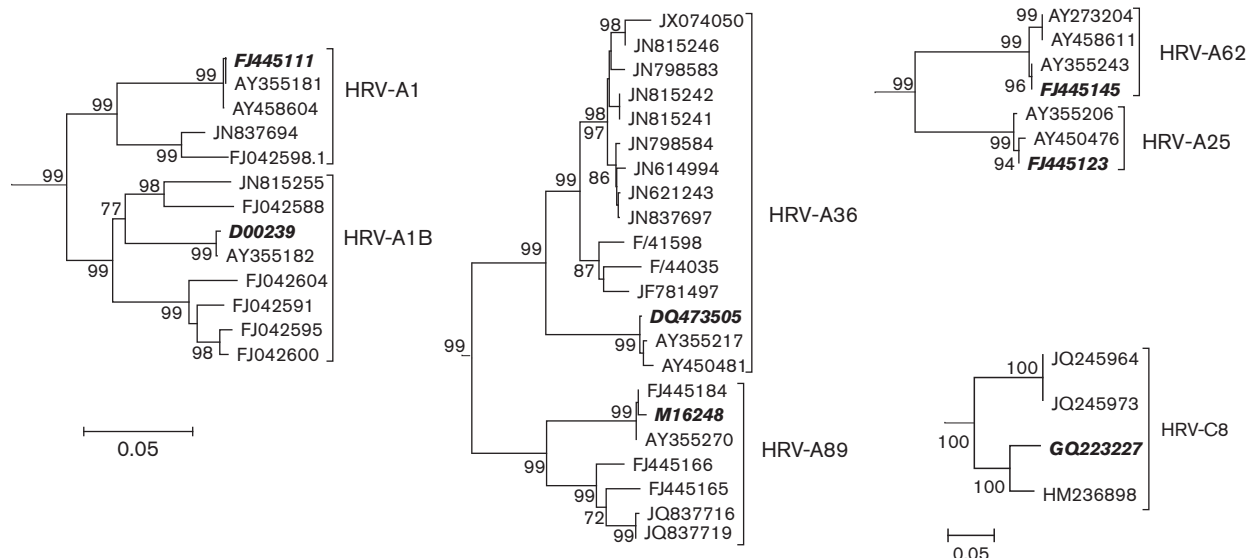 99
99
99
FJ445111
AY355181
AY458604
99
JN837694
FJ042598.1
HRV-A1
99
77
98
JN815255
FJ042588
99
D00239
AY355182
99
FJ042604
FJ042591
98
FJ042595
FJ042600
HRV-A1B
0.05
99
99
99
98
JX074050
JN815246
JN798583
98
97
JN815242
JN815241
JN798584
86
JN614994
JN621243
JN837697
87
F/41598
F/44035
JF781497
99
DQ473505
AY355217
AY450481
HRV-A36
99
99
FJ445184
M16248
AY355270
99
FJ445166
72
FJ445165
99
JQ837716
JQ837719
HRV-A89
99
99
99
AY273204
AY458611
96
AY355243
FJ445145
HRV-A62
99
94
AY355206
AY450476
FJ445123
HRV-A25
100
100
JQ245964
JQ245973
100
GQ223227
HM236898
HRV-C8
0.05